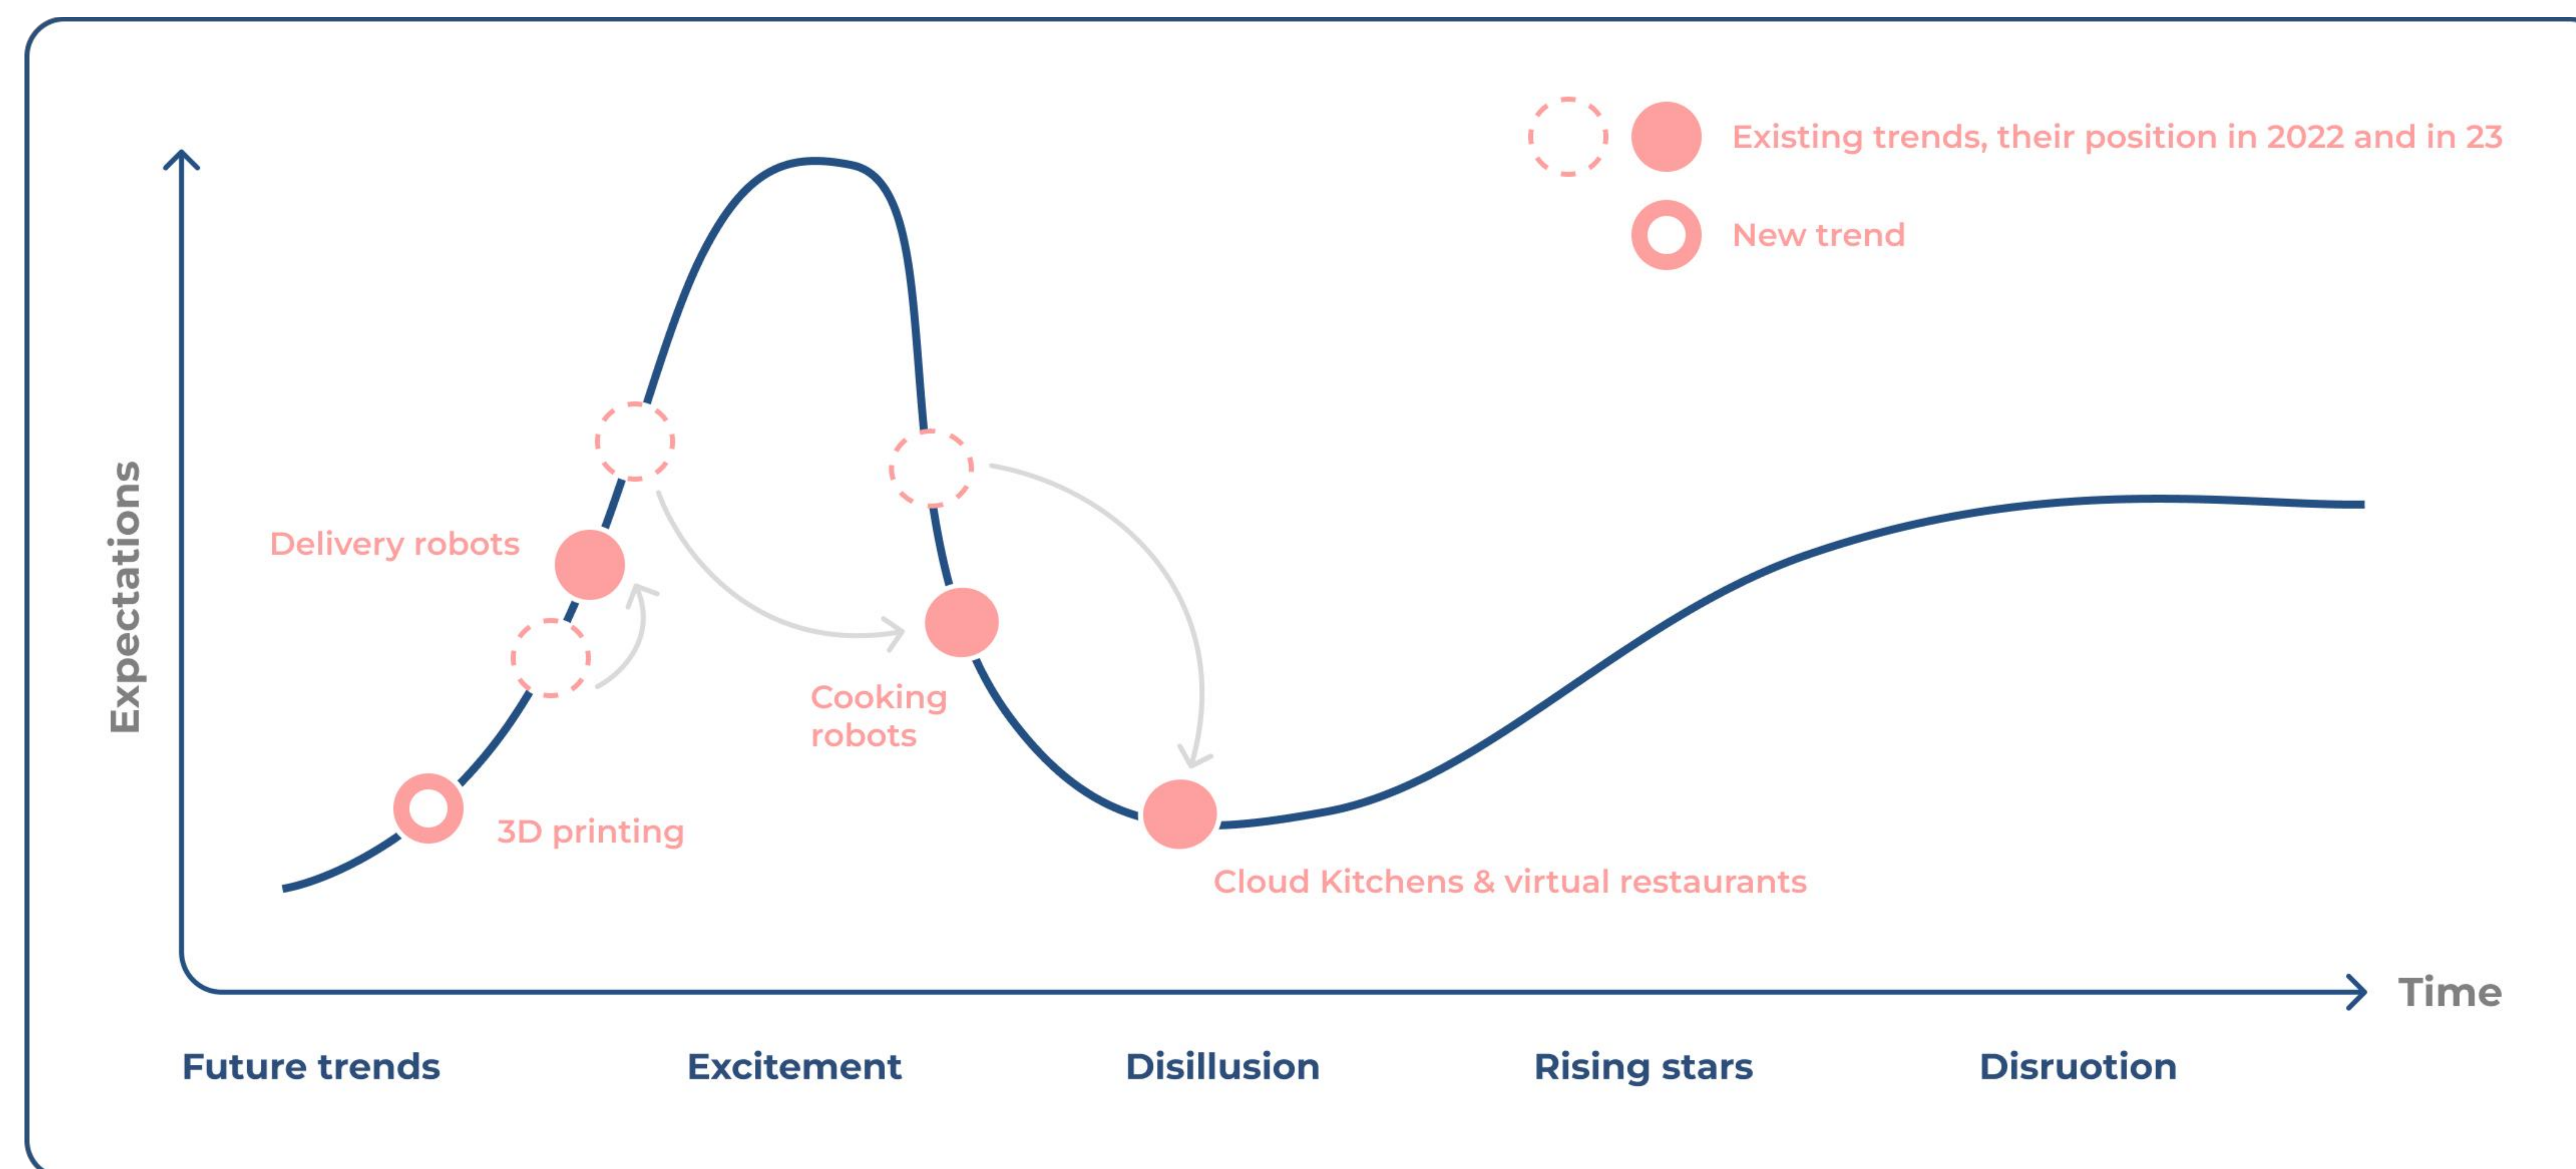 Existing trends, their position in 2022 and in 23
New trend
Expectations
Delivery robots
Cooking
robots
3D printing
Cloud Kitchens & virtual restaurants
Time
Future trends
Excitement
Disillusion
Rising stars
Disruotion